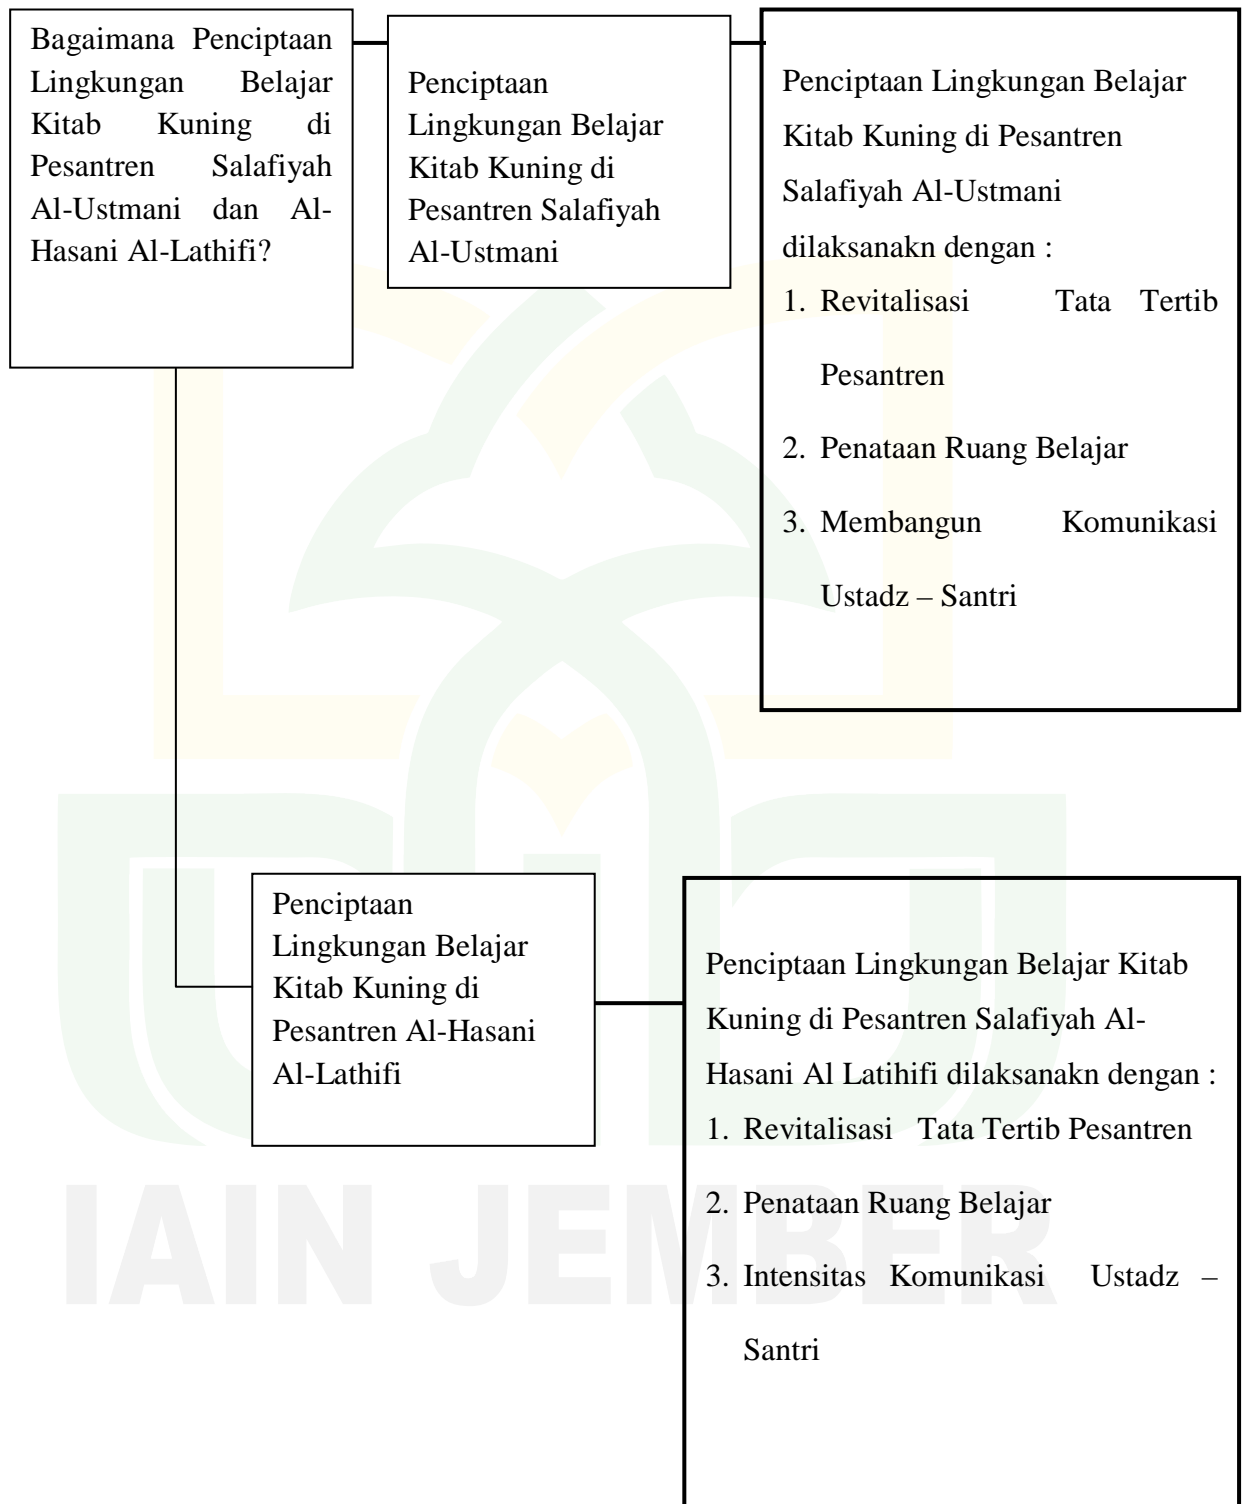 Bagaimana Penciptaan
Lingkungan Belajar
Kitab Kuning di
Pesantren Salafiyah
Al-Ustmani dan Al-
Hasani Al-Lathifi?
Penciptaan
Lingkungan Belajar
Kitab Kuning di
Pesantren Salafiyah
Al-Ustmani
Penciptaan Lingkungan Belajar
Kitab Kuning di Pesantren
Salafiyah Al-Ustmani
dilaksanakn dengan :
1. Revitalisasi Tata Tertib
Pesantren
2. Penataan Ruang Belajar
3. Membangun Komunikasi
Ustadz – Santri
Penciptaan
Lingkungan Belajar
Kitab Kuning di
Pesantren Al-Hasani
Al-Lathifi
Penciptaan Lingkungan Belajar Kitab
Kuning di Pesantren Salafiyah Al-
Hasani Al Latihifi dilaksanakn dengan :
1. Revitalisasi Tata Tertib Pesantren
2. Penataan Ruang Belajar
3. Intensitas Komunikasi Ustadz –
Santri
IAIN JEMBER